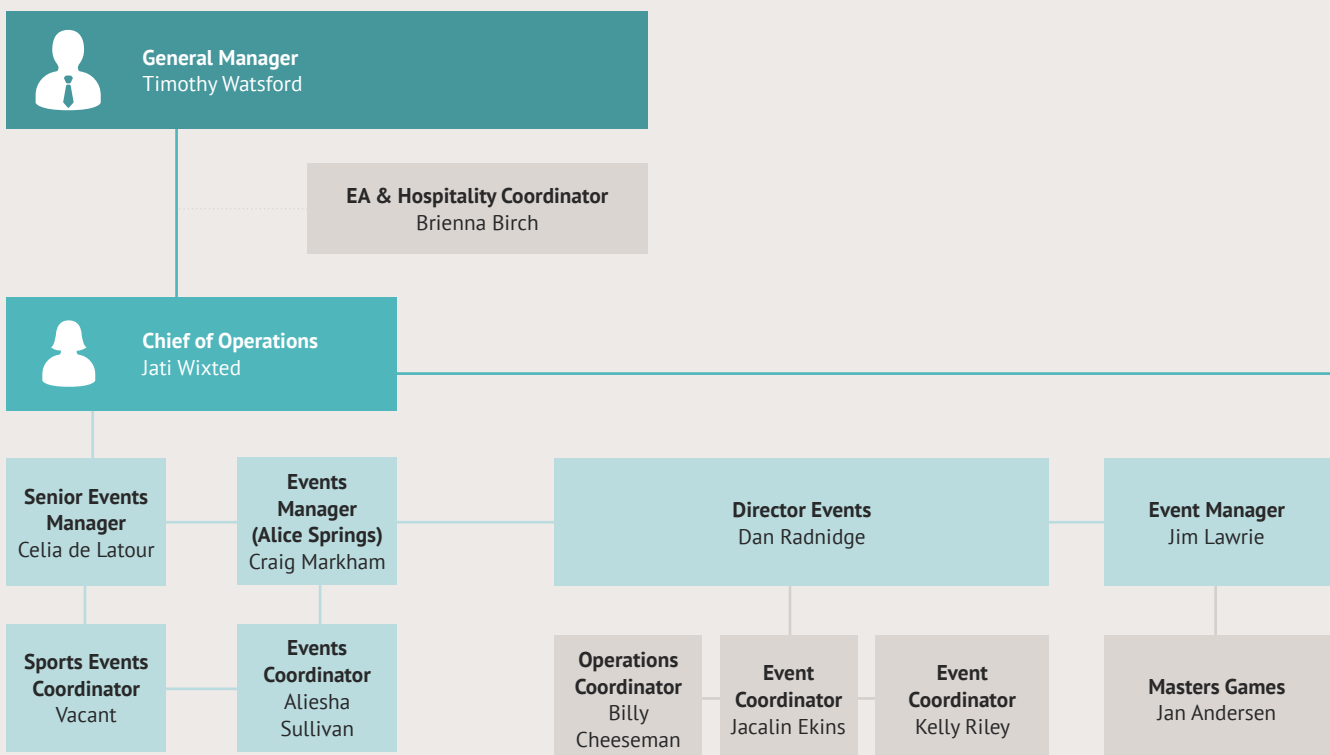 General Manager
Timothy Watsford
EA & Hospitality Coordinator
Brienna Birch
Chief of Operations
Jati Wixted
Senior Events
Manager
Celia de Latour
Events
Manager
(Alice Springs)
Craig Markham
Director Events
Dan Radnidge
Event Manager
Jim Lawrie
Sports Events
Coordinator
Vacant
Events
Coordinator
Aliesha
Sullivan
Operations
Coordinator
Billy
Cheeseman
Event
Coordinator
Jacalin Ekins
Event
Coordinator
Kelly Riley
Masters Games
Jan Andersen